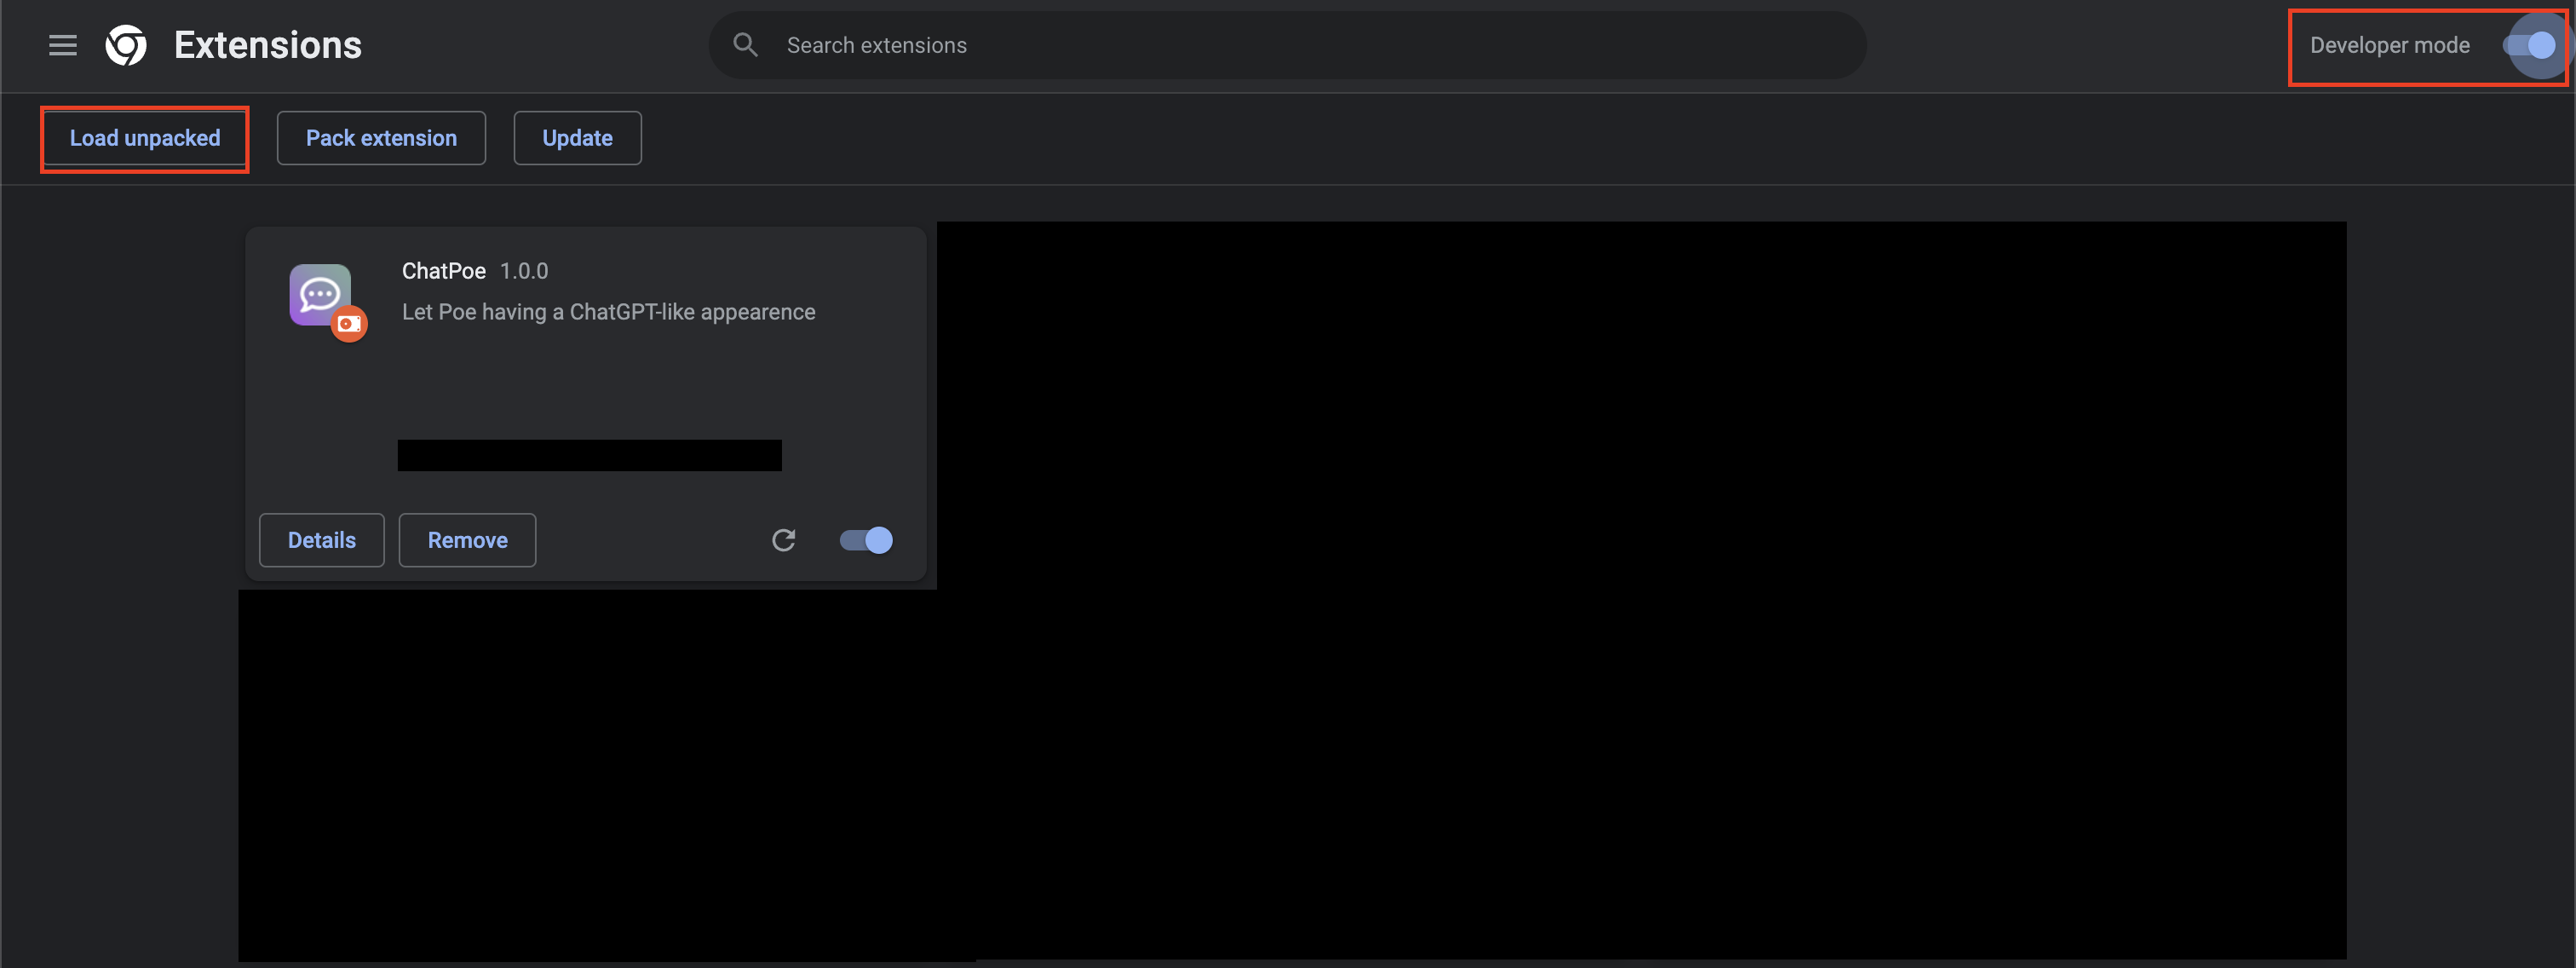 Extensions
Search extensions
Developer mode
Load unpacked
Pack extension
Update
ChatPoe 1.0.0
Let Poe having a ChatGPT-like appearence
Details
Remove